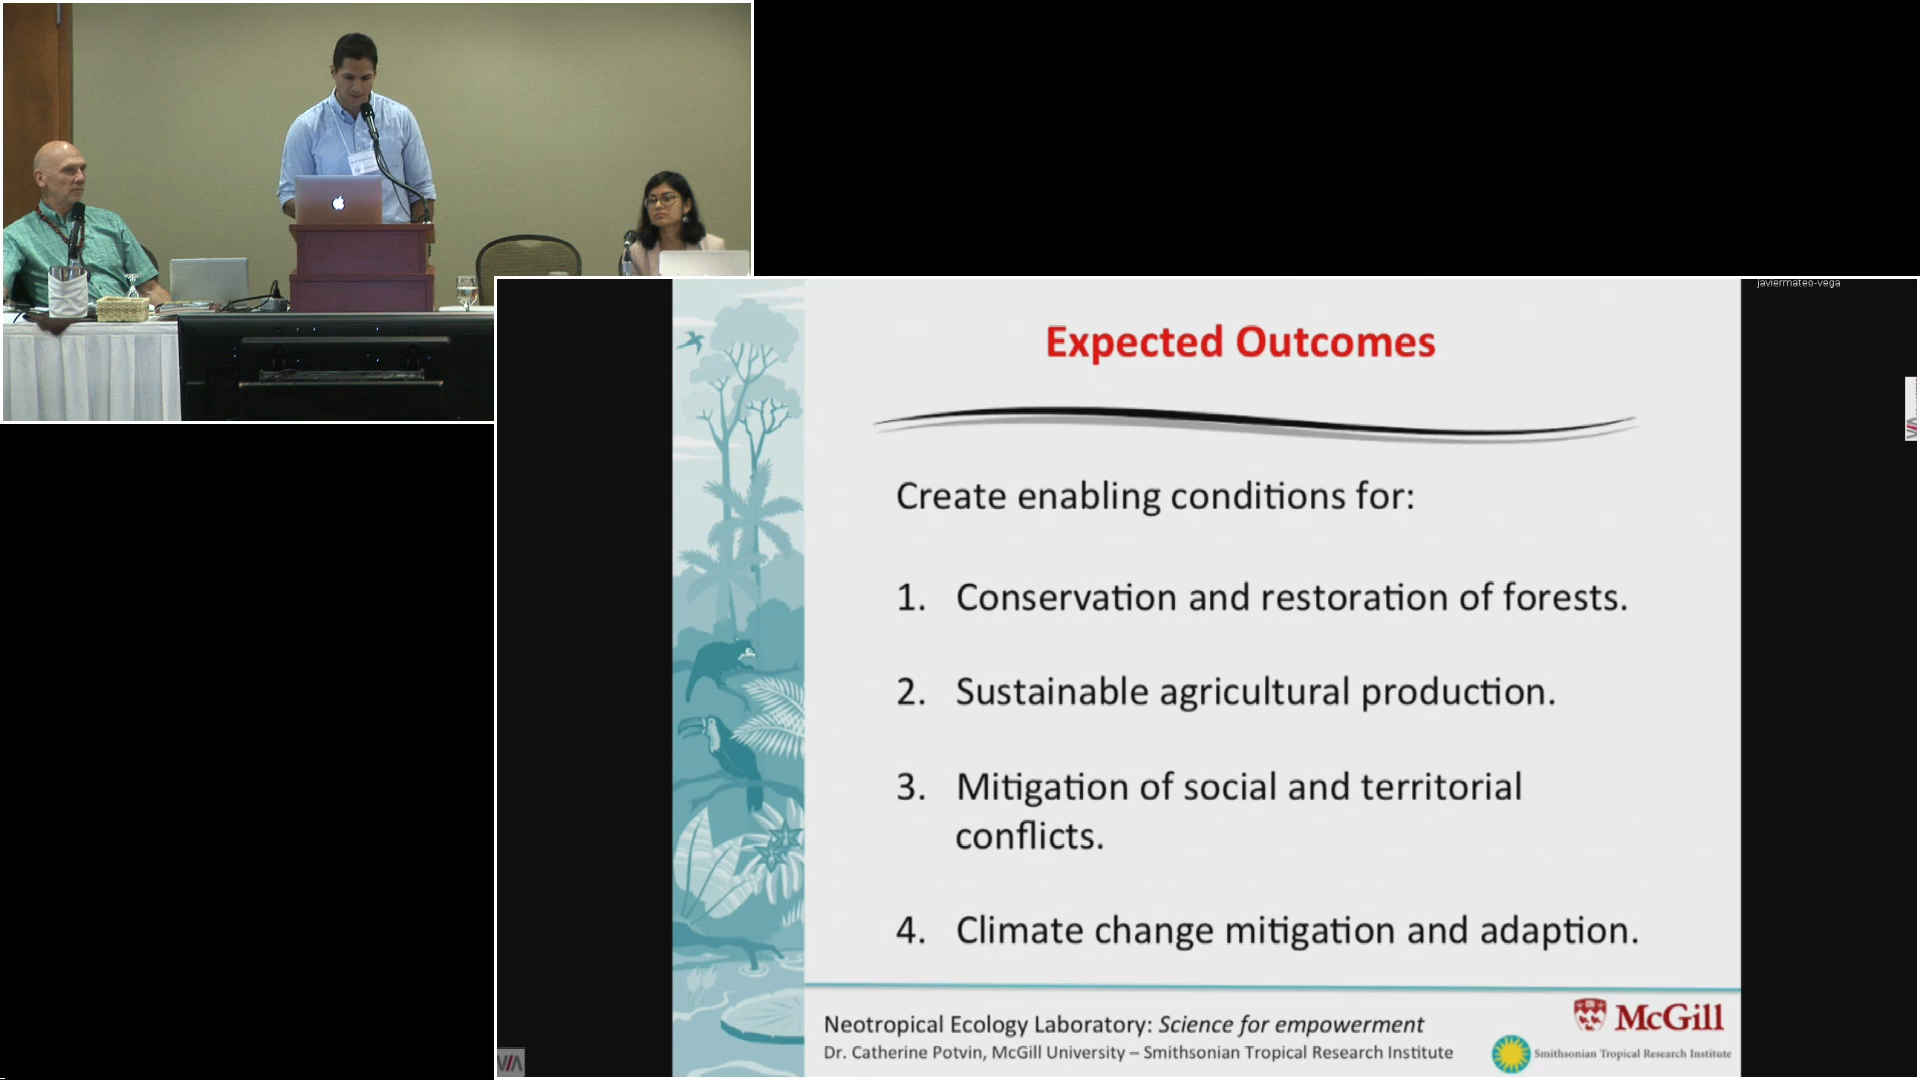 javiermateo-vega
Expected Outcomes
Create enabling conditions for:
1. Conservation and restoration of forests.
2. Sustainable agricultural production.
3. Mitigation of social and territorial
conflicts.
4. Climate change mitigation and adaption.
Neotropical Ecology Laboratory: Science for empowerment
Dr. Catherine Potvin, McGill University – Smithsonian Tropical Research Institute
McGill
Smithsonian Tropical Research Institute